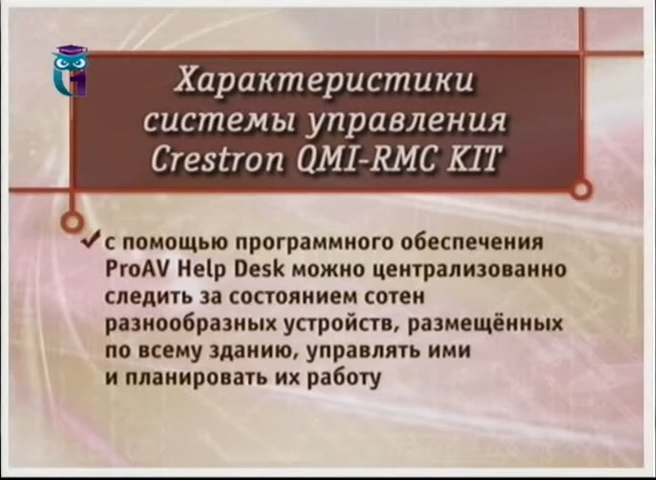 Характеристики
системы управления
Crestron QMI-RMC KIT
с помощью программного обеспечения
ProAV Help Desk можно централизованно
следить за состоянием сотен
разнообразных устройств, размещённых
по всему зданию, управлять ими
и планировать их работу